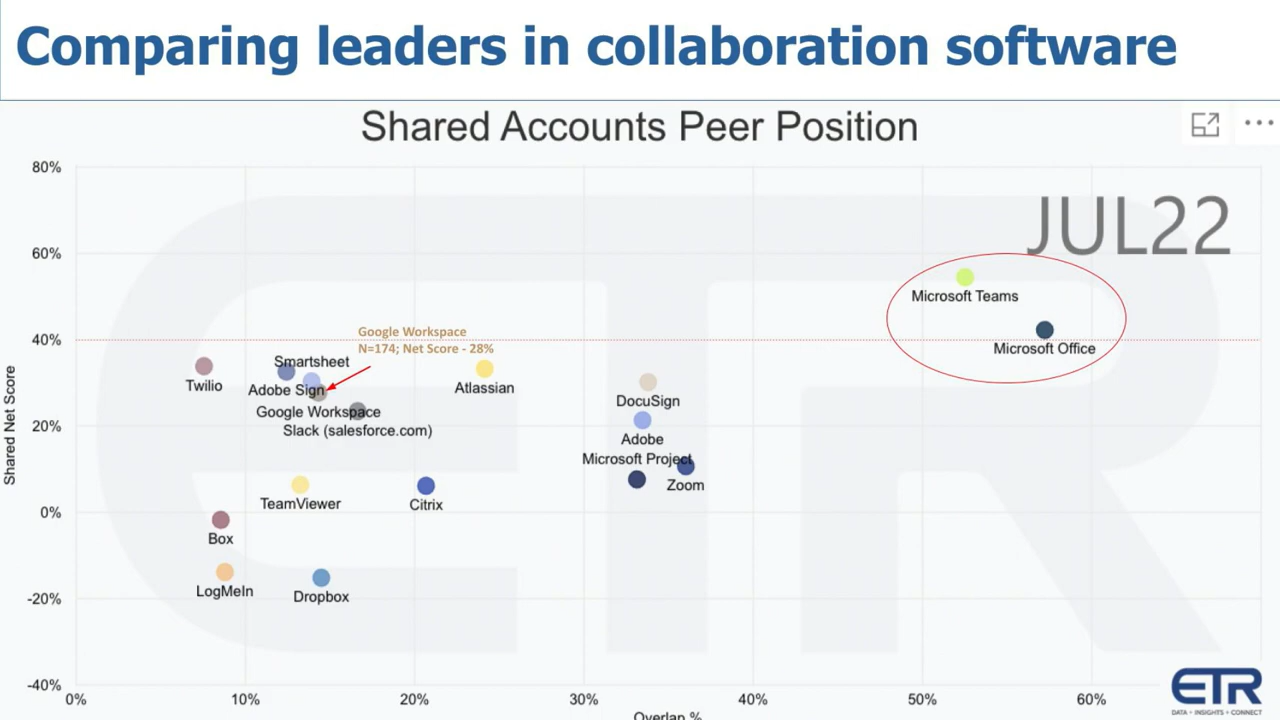 Comparing leaders in collaboration software
Shared Accounts Peer Position
JUL22
80%
60%
40%
20%
0%
-20%
-40%
Shared Net Score
Microsoft Teams
Microsoft Office
Google Workspace
N=174; Net Score - 28%
Twilio
Smartsheet
Adobe Sign
Google Workspace
Slack (salesforce.com)
Atlassian
DocuSign
Adobe
Microsoft Project
Zoom
TeamViewer
Citrix
Box
LogMeIn
Dropbox
0%
10%
20%
30%
40%
50%
60%
Overlap %
ETR
DATA • INSIGHTS • CONNECT